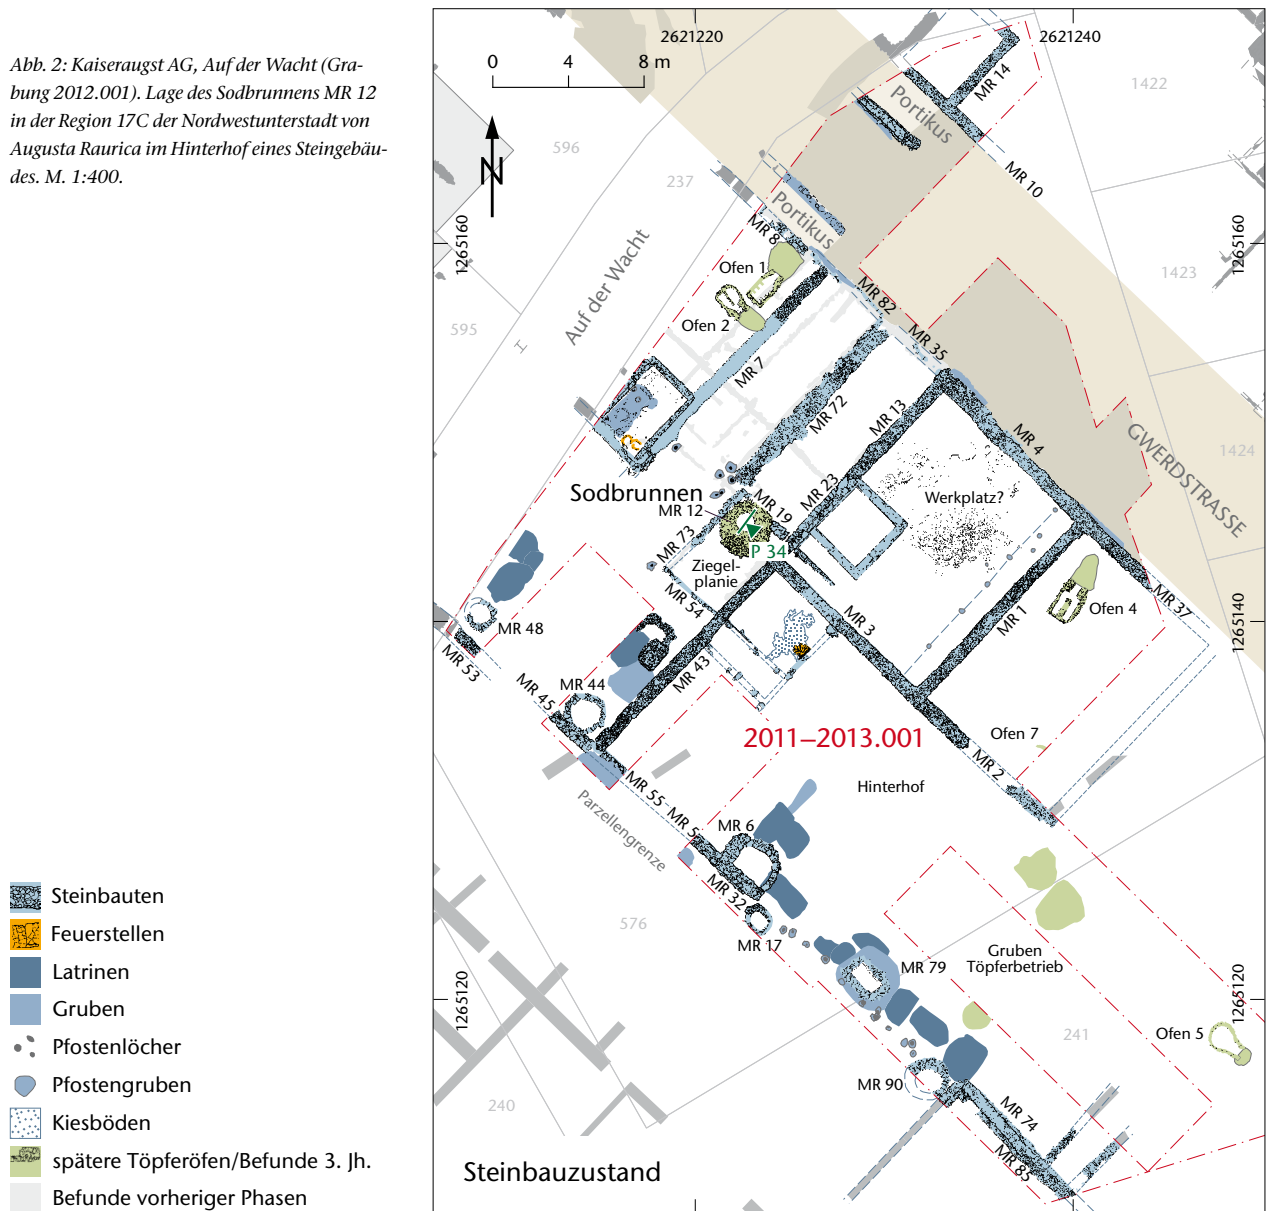 Abb. 2: Kaiseraugst AG, Auf der Wacht (Gra-
bung 2012.001). Lage des Sodbrunnens MR 12
in der Region 17C der Nordwestunterstadt von
Augusta Raurica im Hinterhof eines Steingebäu-
des. M. 1:400.
2621220
2621240
0 4 8 m
N
MR 14
1422
Portikus
596
MR 10
237
Portikus
MR 8
1265160
1265160
Ofen 1
1423
Auf der Wacht
MR 82
Ofen 2
595
MR 35
MR 7
MR 72
MR 13
MR 4
GWERDSTRASSE
1424
Sodbrunnen
MR 23
Werkplatz?
MR 12
MR 19
MR 73
P 34
Ziegel-
planie
MR 54
Ofen 4
MR 37
MR 1
MR 3
1265140
MR 48
MR 53
MR 43
MR 44
MR 45
2011–2013.001
Ofen 7
MR 2
Hinterhof
MR 55
Parzellengrenze
MR 5
MR 6
MR 32
576
MR 17
Gruben
Töpferbetrieb
MR 79
1265120
1265120
241
Ofen 5
MR 90
240
MR 74
MR 85
Steinbauzustand
Steinbauten
Feuerstellen
Latrinen
Gruben
Pfostenlöcher
Pfostengruben
Kiesböden
spätere Töpferöfen/Befunde 3. Jh.
Befunde vorheriger Phasen